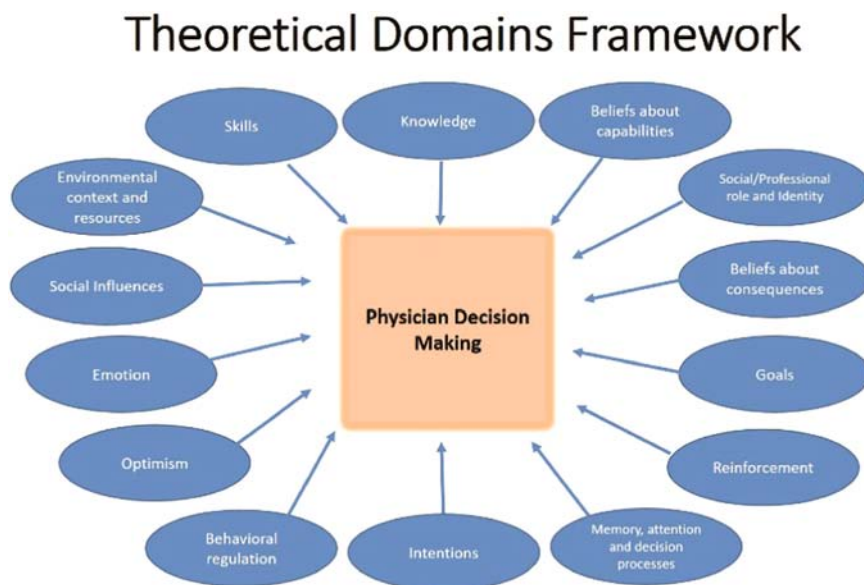 Theoretical Domains Framework
Skills
Knowledge
Beliefs about
capabilities
Environmental
context and
resources
Social/Professional
role and Identity
Social Influences
Beliefs about
consequences
Physician Decision
Making
Emotion
Goals
Optimism
Reinforcement
Behavioral
regulation
Intentions
Memory, attention
and decision
processes